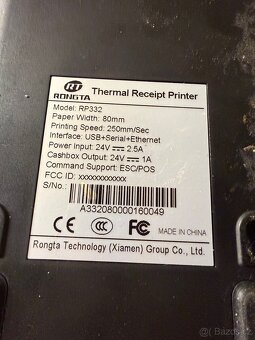 RT
RONGTA
Thermal Receipt Printer
Model: RP332
Paper Width: 80mm
Printing Speed: 250mm/Sec
Interface: USB+Serial+Ethernet
Power Input: 24V ⎓ 2.5A
Cashbox Output: 24V ⎓ 1A
Command Support: ESC/POS
FCC ID: xxxxxxxxxxxx
S/No.:
A332080000160049
CE CCC FC MADE IN CHINA
Rongta Technology (Xiamen) Group Co., Ltd.